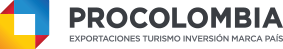 PROCOLOMBIA
EXPORTACIONES TURISMO INVERSIÓN MARCA PAÍS